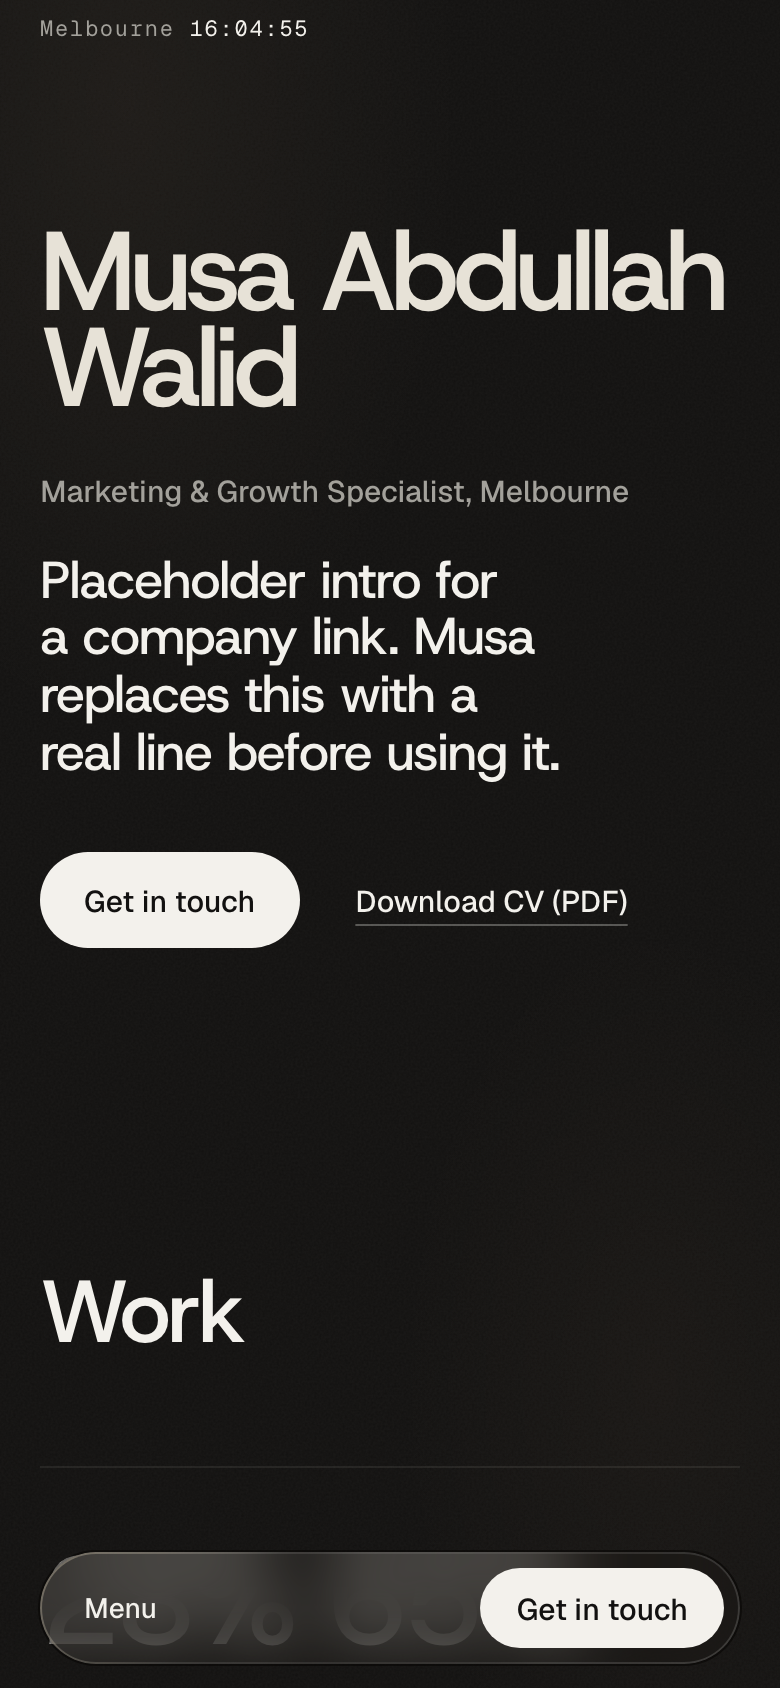 Melbourne 16:04:55
Musa Abdullah
Walid
Marketing & Growth Specialist, Melbourne
Placeholder intro for
a company link. Musa
replaces this with a
real line before using it.
Get in touch
Download CV (PDF)
Work
Menu
Get in touch